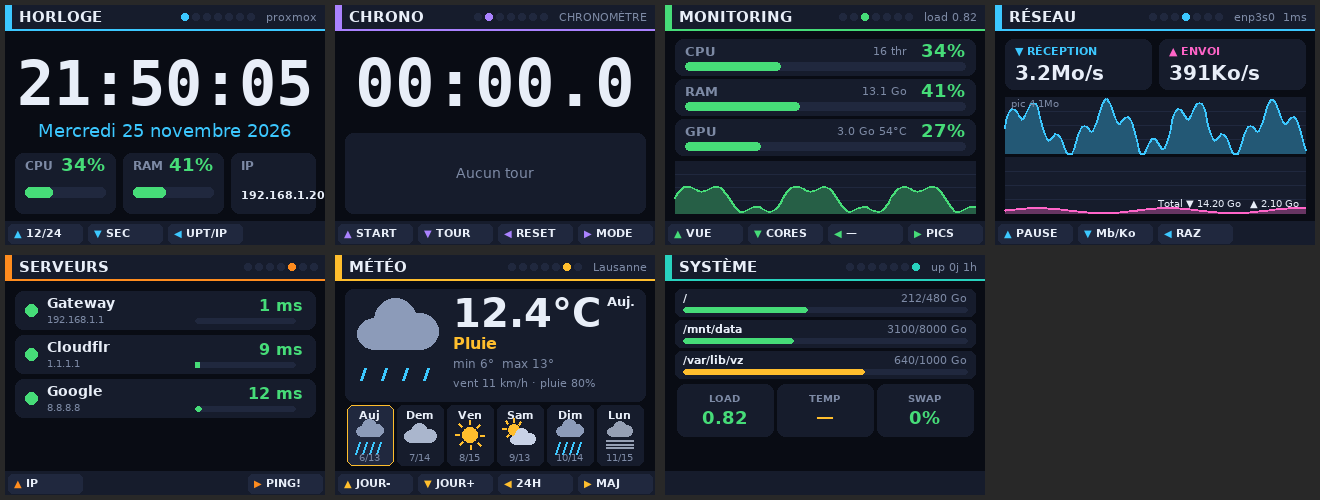 HORLOGE proxmox
21:50:05
Mercredi 25 novembre 2026
CPU 34% RAM 41% IP
192.168.1.20
▲ 12/24 ▼ SEC ◀ UPT/IP
CHRONO CHRONOMÈTRE
00:00.0
Aucun tour
▲ START ▼ TOUR ◀ RESET ▶ MODE
MONITORING load 0.82
CPU 16 thr 34%
RAM 13.1 Go 41%
GPU 3.0 Go 54°C 27%
▲ VUE ▼ CORES ◀ — ▶ PICS
RÉSEAU enp3s0 1ms
▼ RÉCEPTION ▲ ENVOI
3.2Mo/s 391Ko/s
pic 4.1Mo
Total ▼ 14.20 Go ▲ 2.10 Go
▲ PAUSE ▼ Mb/Ko ◀ RAZ
SERVEURS
Gateway 1 ms
192.168.1.1
Cloudflr 9 ms
1.1.1.1
Google 12 ms
8.8.8.8
▲ IP ▶ PING!
MÉTÉO Lausanne
12.4°C Auj.
Pluie
min 6° max 13°
vent 11 km/h · pluie 80%
Auj Dem Ven Sam Dim Lun
6/13 7/14 8/15 9/13 10/14 11/15
▲ JOUR- ▼ JOUR+ ◀ 24H ▶ MAJ
SYSTÈME up 0j 1h
/ 212/480 Go
/mnt/data 3100/8000 Go
/var/lib/vz 640/1000 Go
LOAD TEMP SWAP
0.82 — 0%